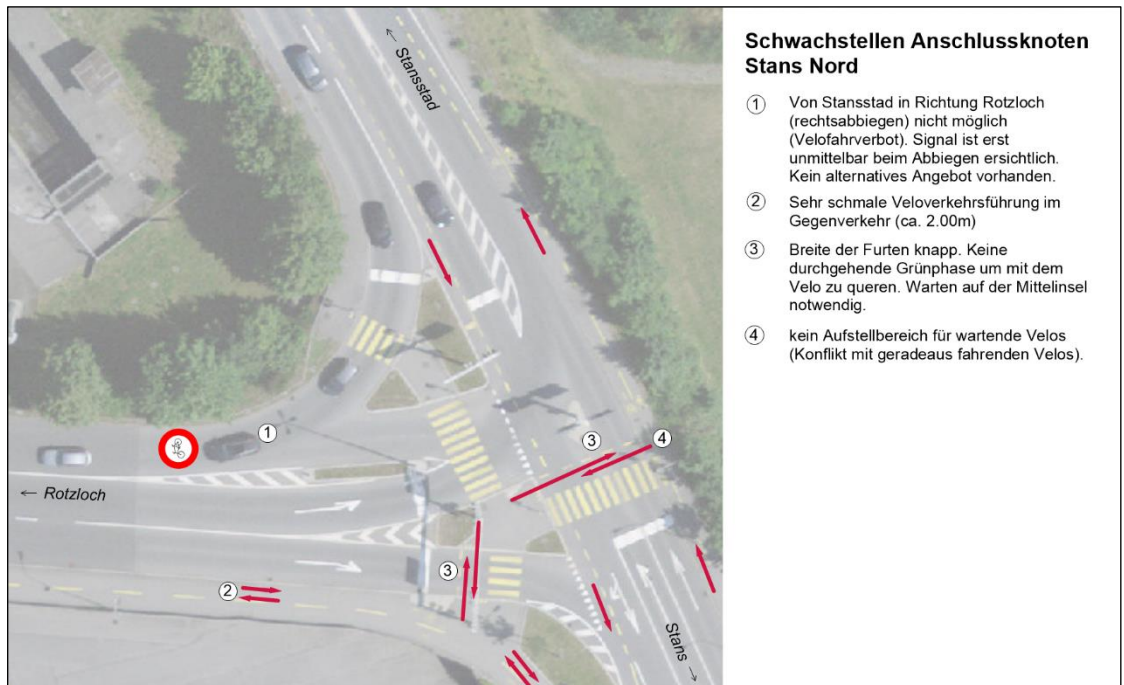 Schwachstellen Anschlussknoten
Stans Nord
① Von Stansstad in Richtung Rotzloch
(rechtsabbiegen) nicht möglich
(Velofahrverbot). Signal ist erst
unmittelbar beim Abbiegen ersichtlich.
Kein alternatives Angebot vorhanden.
② Sehr schmale Veloverkehrsführung im
Gegenverkehr (ca. 2.00m)
③ Breite der Furten knapp. Keine
durchgehende Grünphase um mit dem
Velo zu queren. Warten auf der Mittelinsel
notwendig.
④ kein Aufstellbereich für wartende Velos
(Konflikt mit geradeaus fahrenden Velos).
← Stansstad
①
③
④
← Rotzloch
③
②
Stans →